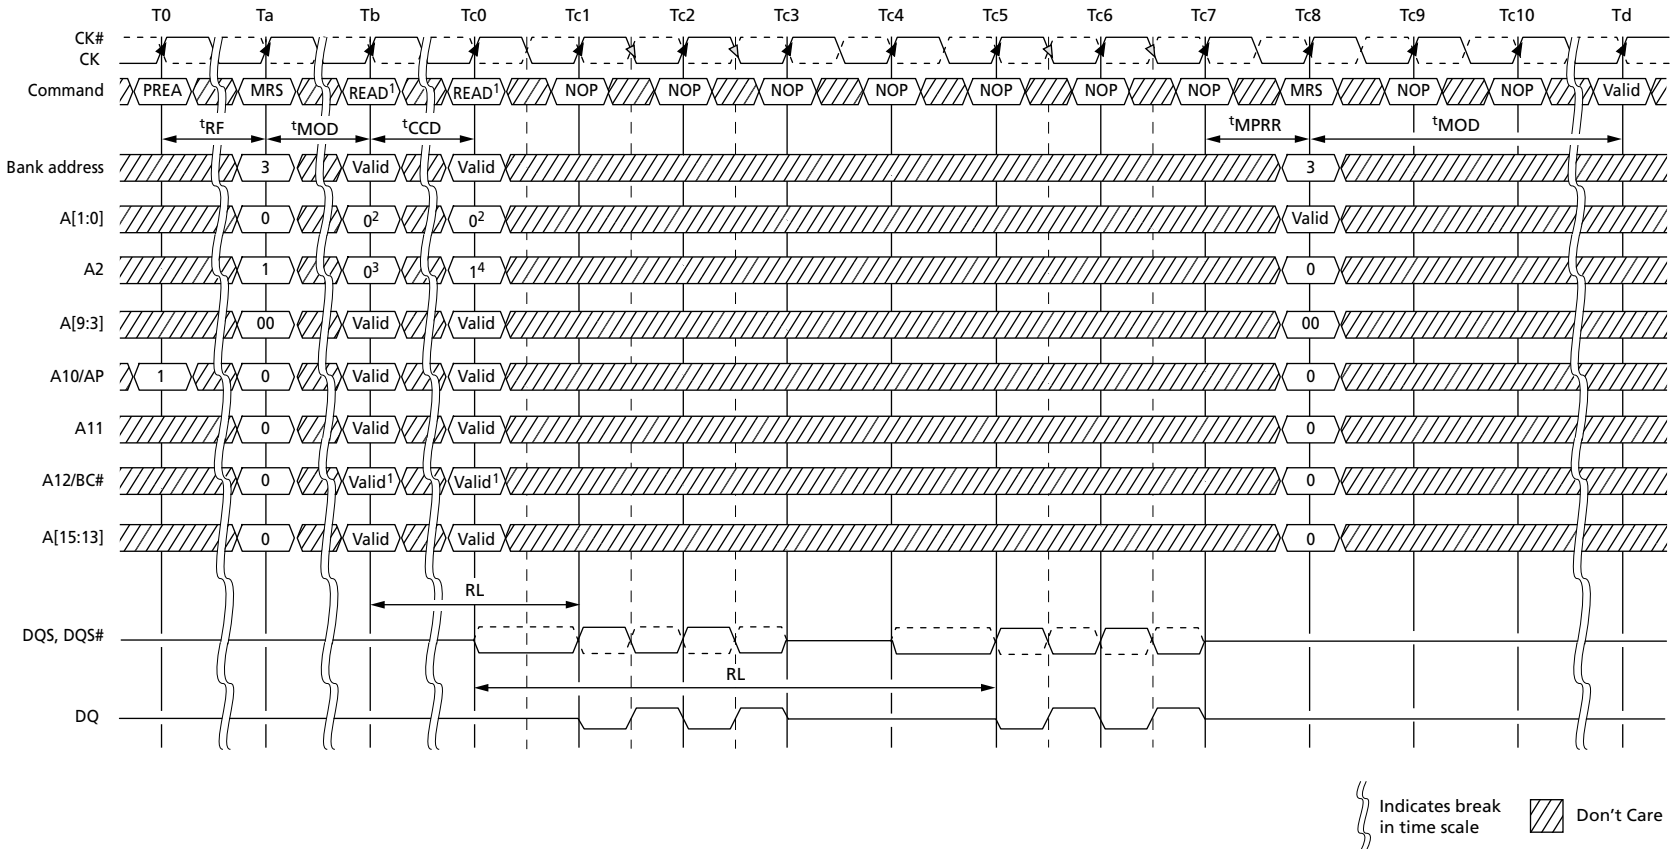 T0 Ta Tb Tc0 Tc1 Tc2 Tc3 Tc4 Tc5 Tc6 Tc7 Tc8 Tc9 Tc10 Td
CK#
CK
Command PREA MRS READ1 READ1 NOP NOP NOP NOP NOP NOP NOP MRS NOP NOP Valid
tRF tMOD tCCD tMPRR tMOD
Bank address 3 Valid Valid 3
A[1:0] 0 02 02 Valid
A2 1 03 14 0
A[9:3] 00 Valid Valid 00
A10/AP 1 0 Valid Valid 0
A11 0 Valid Valid 0
A12/BC# 0 Valid1 Valid1 0
A[15:13] 0 Valid Valid 0
RL
DQS, DQS#
RL
DQ
Indicates break
in time scale
Don't Care